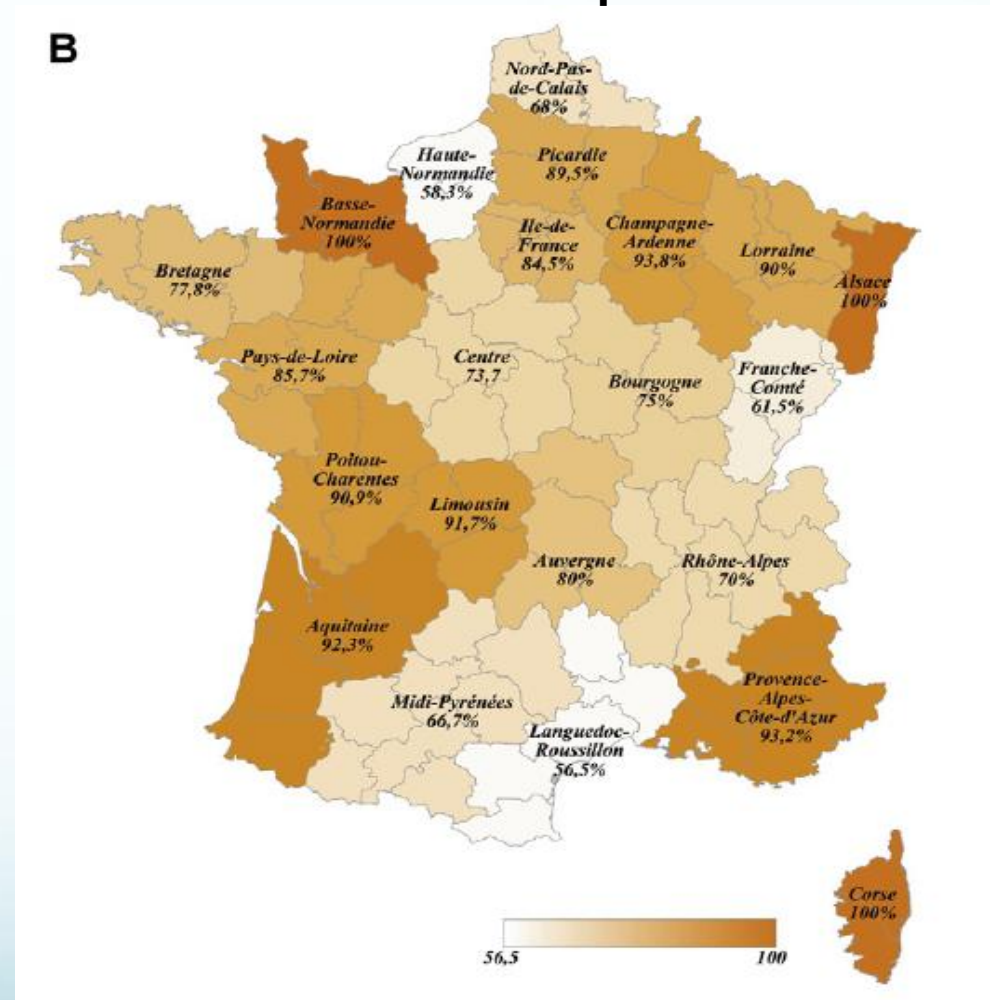 B
Nord-Pas-
de-Calais
68%
Haute-
Normandie
58,3%
Picardie
89,5%
Basse-
Normandie
100%
Ile-de-
France
84,5%
Champagne-
Ardenne
93,8%
Lorraine
90%
Alsace
100%
Bretagne
77,8%
Pays-de-Loire
85,7%
Centre
73,7
Bourgogne
75%
Franche-
Comté
61,5%
Poitou-
Charentes
90,9%
Limousin
91,7%
Auvergne
80%
Rhône-Alpes
70%
Aquitaine
92,3%
Midi-Pyrénées
66,7%
Languedoc-
Roussillon
56,5%
Provence-
Alpes-
Côte-d'Azur
93,2%
Corse
100%
56,5
100